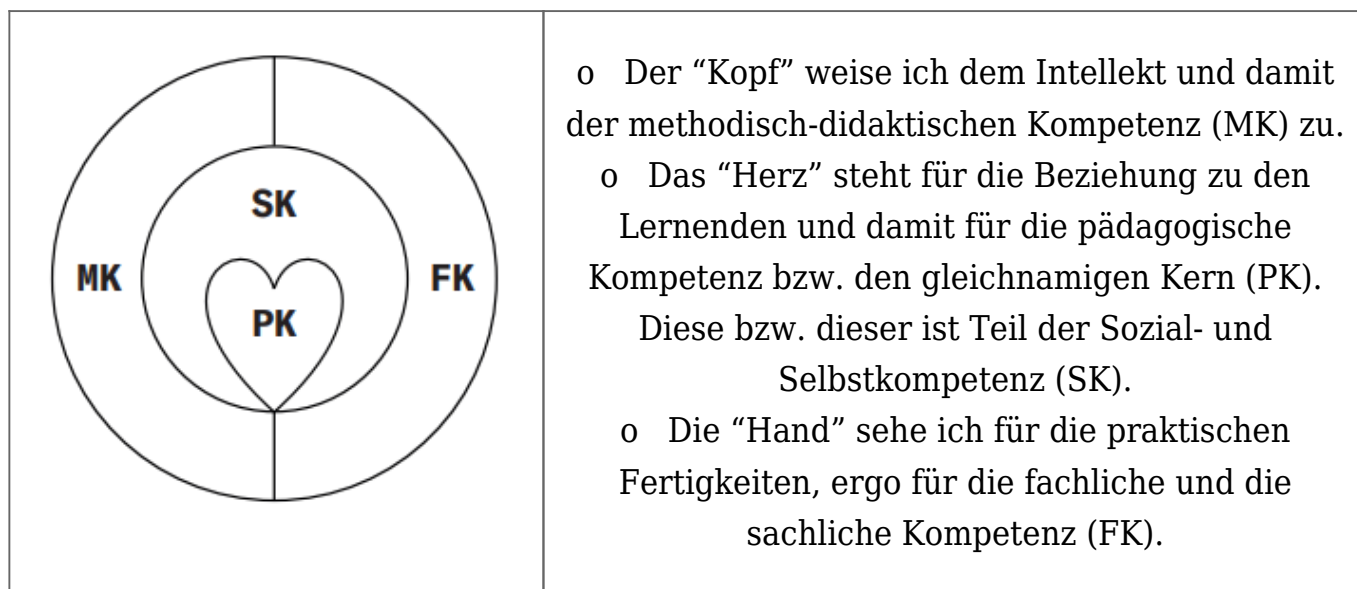 SK
MK
FK
PK
o Der “Kopf” weise ich dem Intellekt und damit
der methodisch-didaktischen Kompetenz (MK) zu.
o Das “Herz” steht für die Beziehung zu den
Lernenden und damit für die pädagogische
Kompetenz bzw. den gleichnamigen Kern (PK).
Diese bzw. dieser ist Teil der Sozial- und
Selbstkompetenz (SK).
o Die “Hand” sehe ich für die praktischen
Fertigkeiten, ergo für die fachliche und die
sachliche Kompetenz (FK).